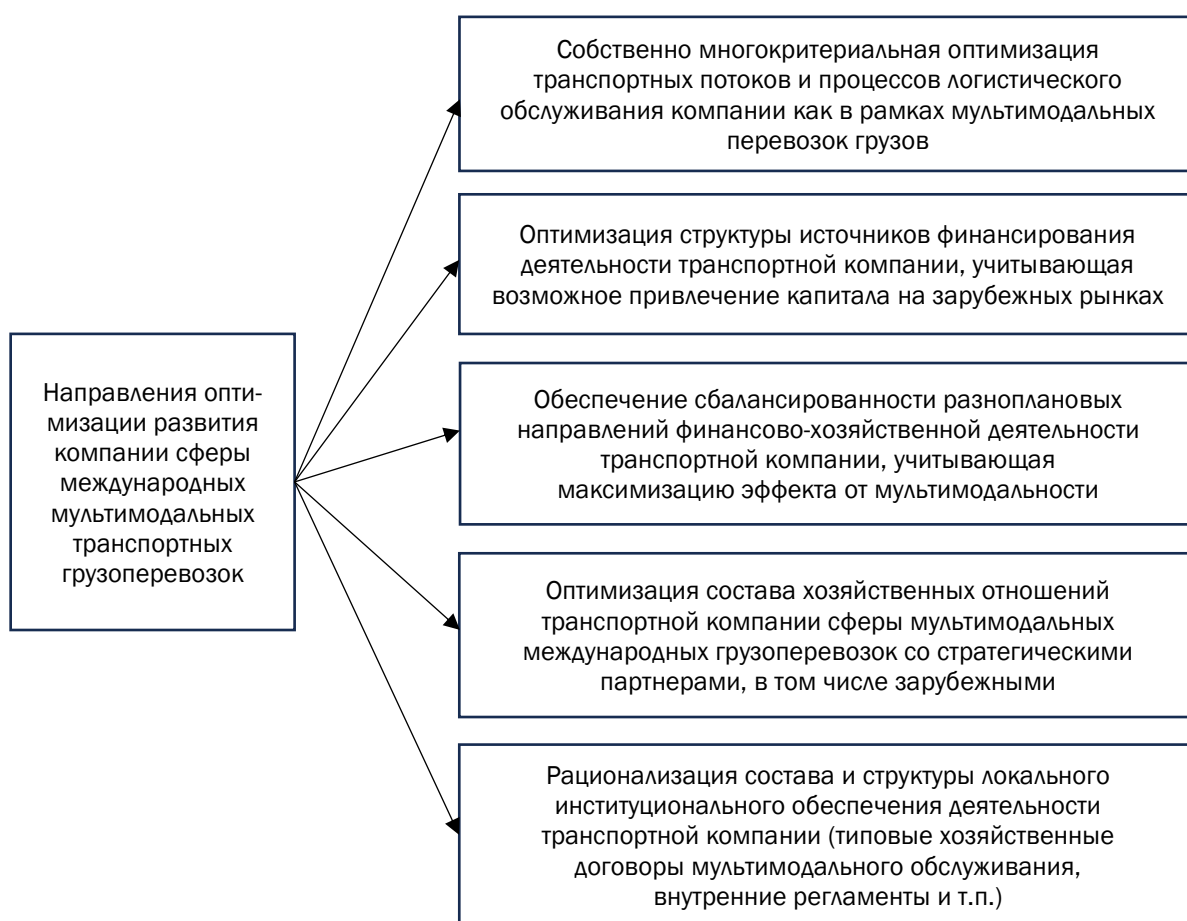 Направления опти-
мизации развития
компании сферы
международных
мультимодальных
транспортных
грузоперевозок
Собственно многокритериальная оптимизация
транспортных потоков и процессов логистического
обслуживания компании как в рамках мультимодальных
перевозок грузов
Оптимизация структуры источников финансирования
деятельности транспортной компании, учитывающая
возможное привлечение капитала на зарубежных рынках
Обеспечение сбалансированности разноплановых
направлений финансово-хозяйственной деятельности
транспортной компании, учитывающая
максимизацию эффекта от мультимодальности
Оптимизация состава хозяйственных отношений
транспортной компании сферы мультимодальных
международных грузоперевозок со стратегическими
партнерами, в том числе зарубежными
Рационализация состава и структуры локального
институционального обеспечения деятельности
транспортной компании (типовые хозяйственные
договоры мультимодального обслуживания,
внутренние регламенты и т.п.)